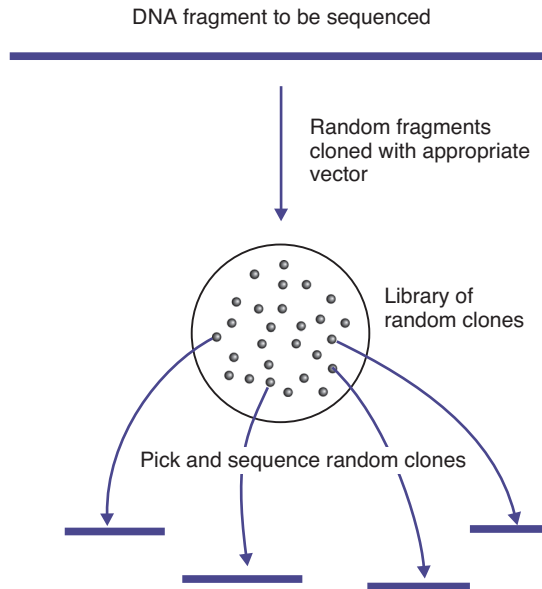 DNA fragment to be sequenced
Random fragments
cloned with appropriate
vector
Library of
random clones
Pick and sequence random clones